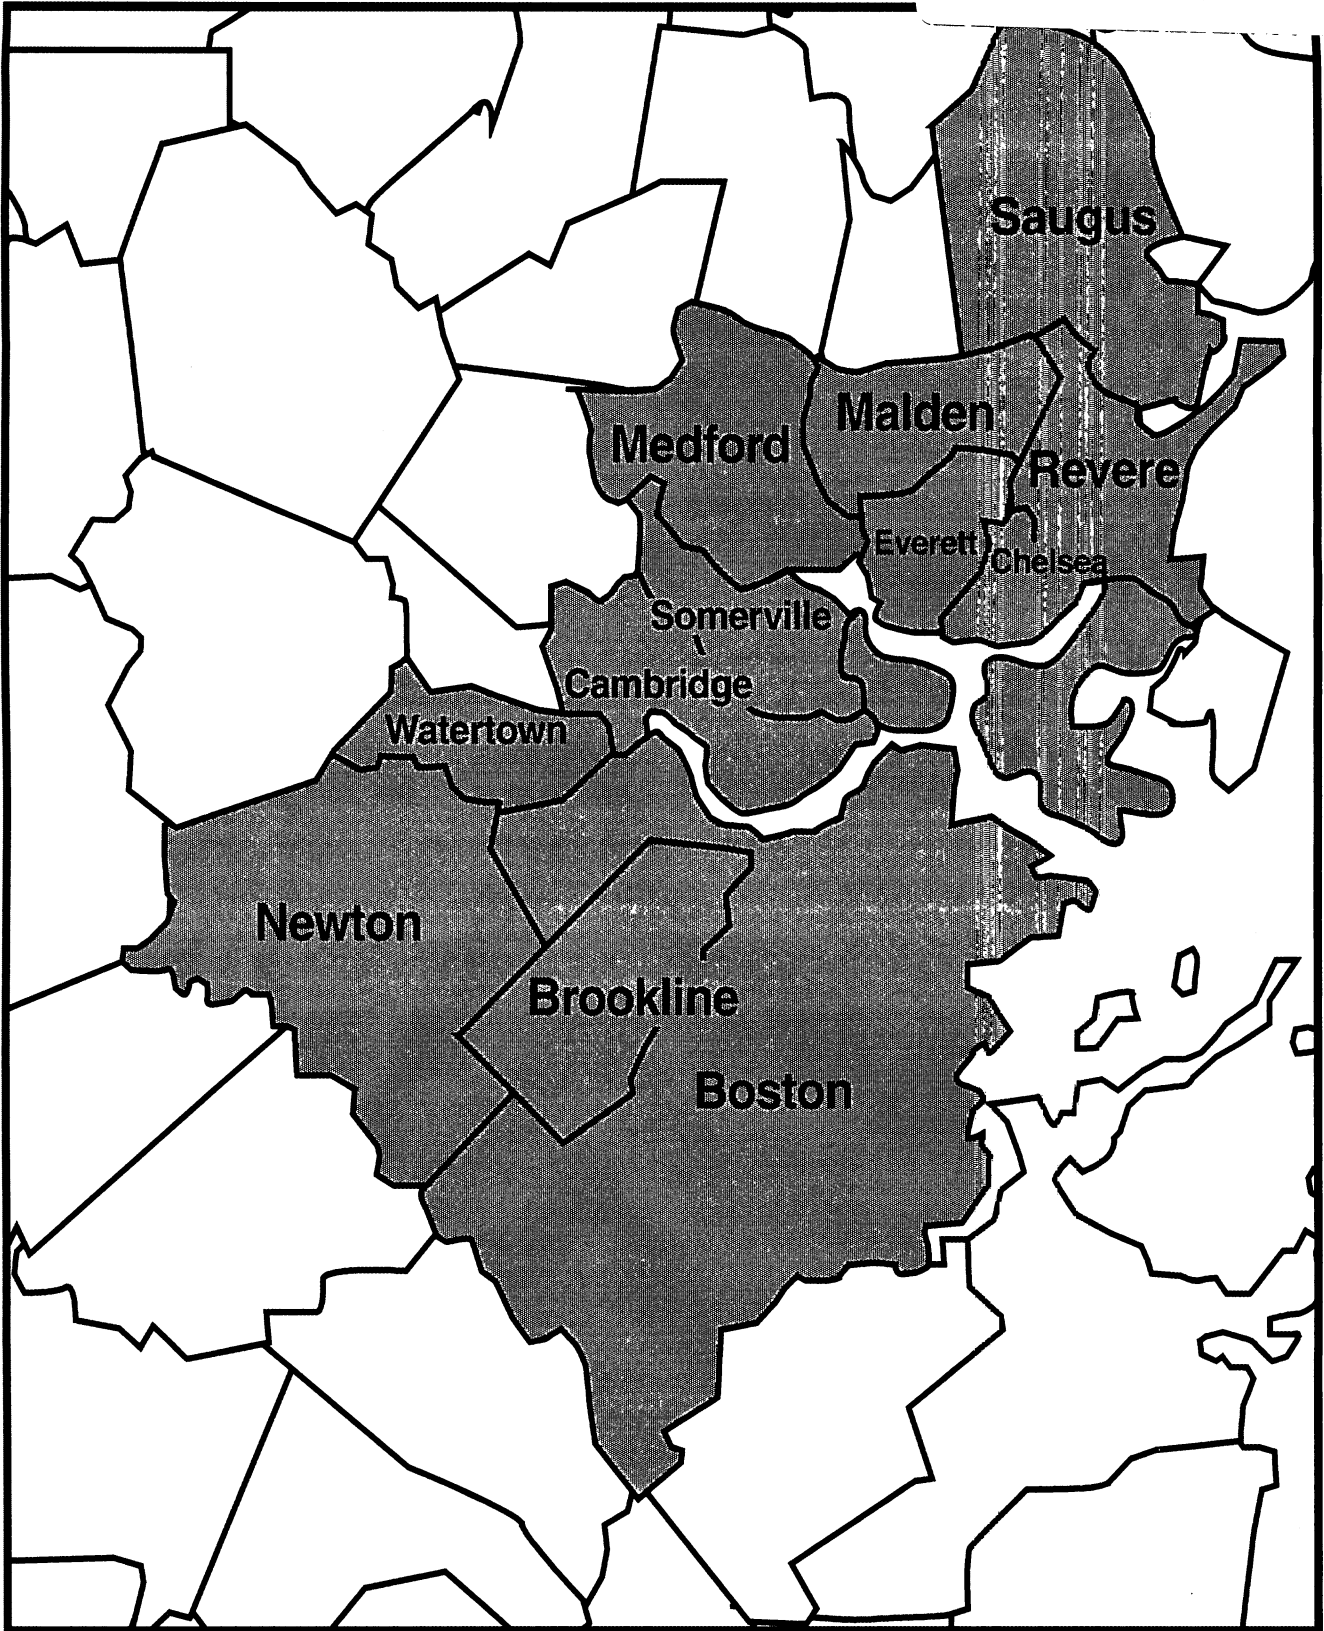 Saugus
Malden
Medford
Revere
Everett
Chelsea
Somerville
Cambridge
Watertown
Newton
Brookline
Boston